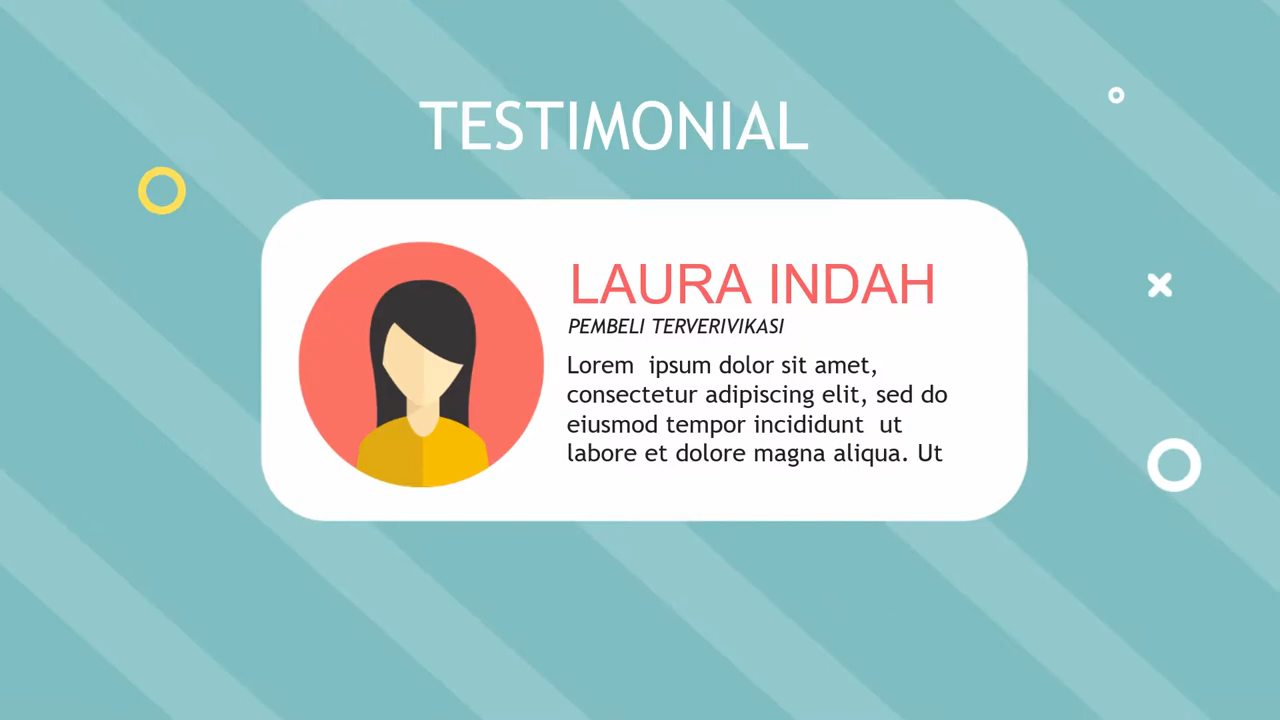 TESTIMONIAL
LAURA INDAH
PEMBELI TERVERIVIKASI
Lorem  ipsum dolor sit amet,
consectetur adipiscing elit, sed do
eiusmod tempor incididunt  ut
labore et dolore magna aliqua. Ut